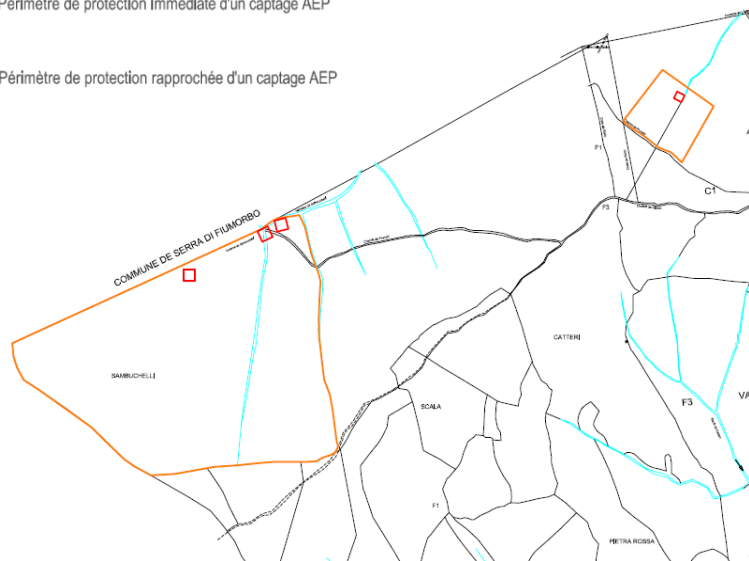 Périmètre de protection immédiate d'un captage AEP
Périmètre de protection rapprochée d'un captage AEP
F1
C1
F3
COMMUNE DE SERRA DI FIUMORBO
CATTERI
SAMBUCHELLI
F3
VA
SCALA
F1
PIETRA ROSSA